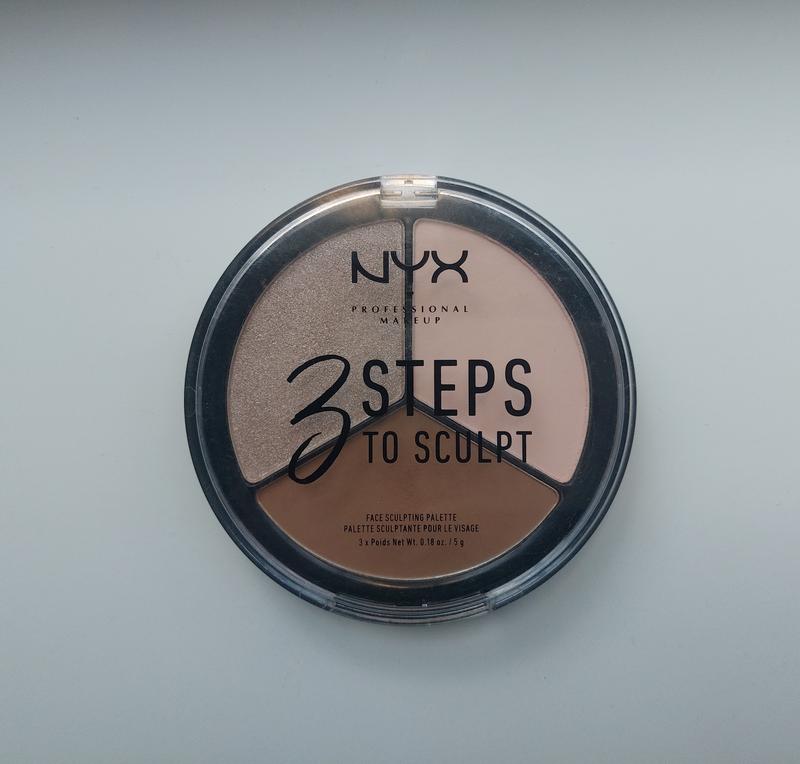 NYX
PROFESSIONAL
MAKEUP
3 STEPS
TO SCULPT
FACE SCULPTING PALETTE
PALETTE SCULPTANTE POUR LE VISAGE
3 x Poids Net Wt. 0.18 oz. / 5 g